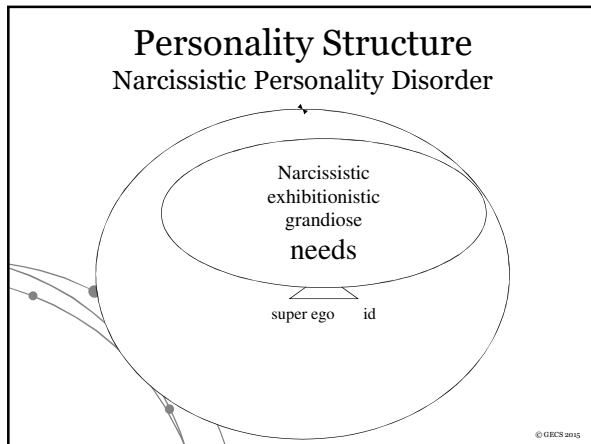 Personality Structure
Narcissistic Personality Disorder
Narcissistic
exhibitionistic
grandiose
needs
super ego id
© GECS 2015